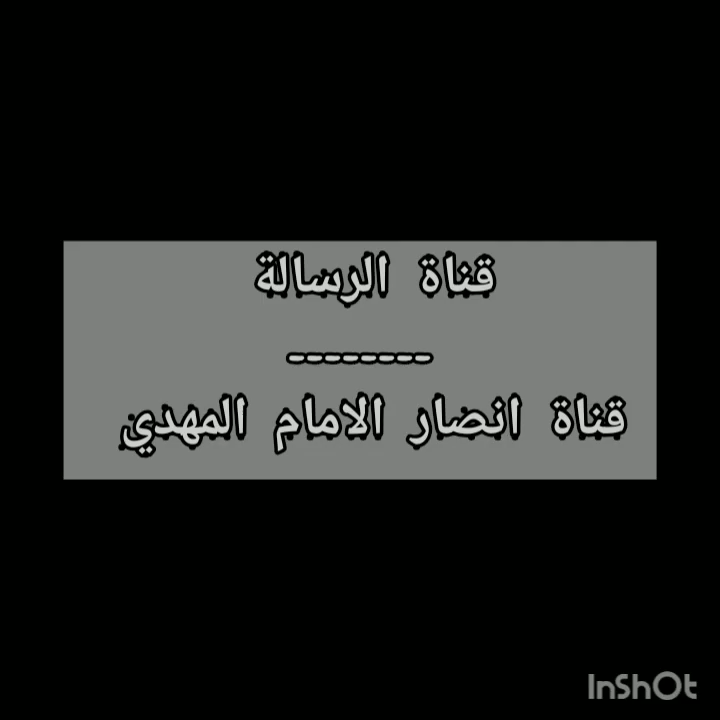 قناة الرسالة
--------
قناة انصار الامام المهدي
InShOt